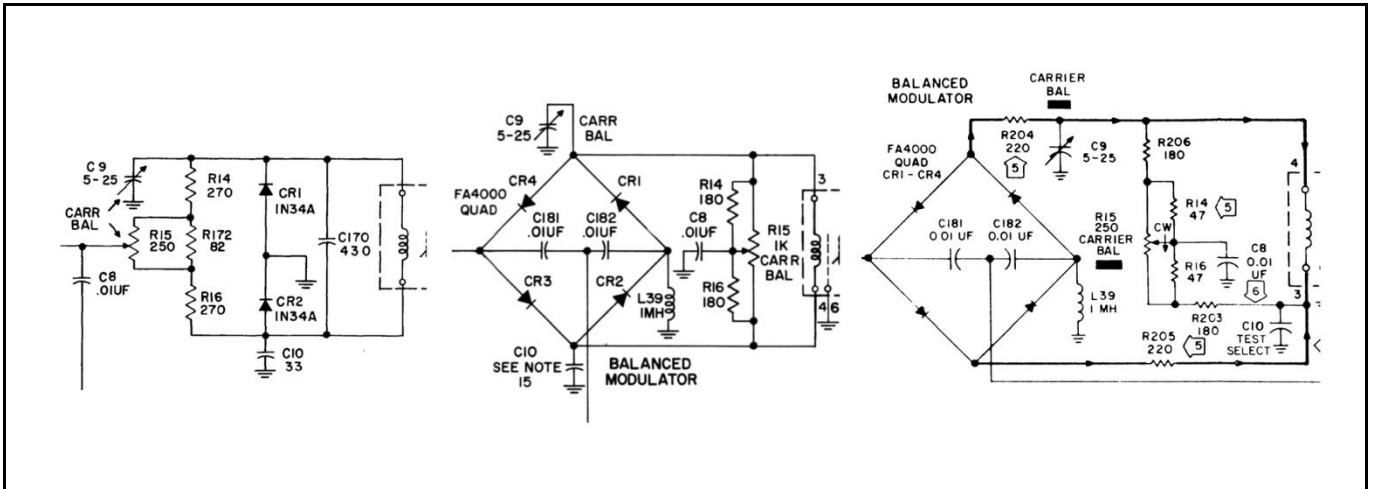 C9
5-25
CARR
BAL
R15
250
C8
.01UF
R14
270
R172
82
R16
270
CR1
1N34A
CR2
1N34A
C10
33
C170
430
C9
5-25
CARR
BAL
CR4
CR1
FA4000
QUAD
C181
.01UF
C182
.01UF
CR3
CR2
C10
SEE NOTE
15
L39
1MH
BALANCED
MODULATOR
C8
.01UF
R14
180
R16
180
R15
1K
CARR
BAL
3
4 6
BALANCED
MODULATOR
CARRIER
BAL
FA4000
QUAD
CR1 - CR4
R204
220
5
C9
5-25
R206
180
C181
0.01 UF
C182
0.01 UF
R15
250
CARRIER
BAL
CW
R14
47
5
R16
47
C8
0.01
UF
6
L39
1 MH
R203
180
R205
220
5
C10
TEST
SELECT
4
3